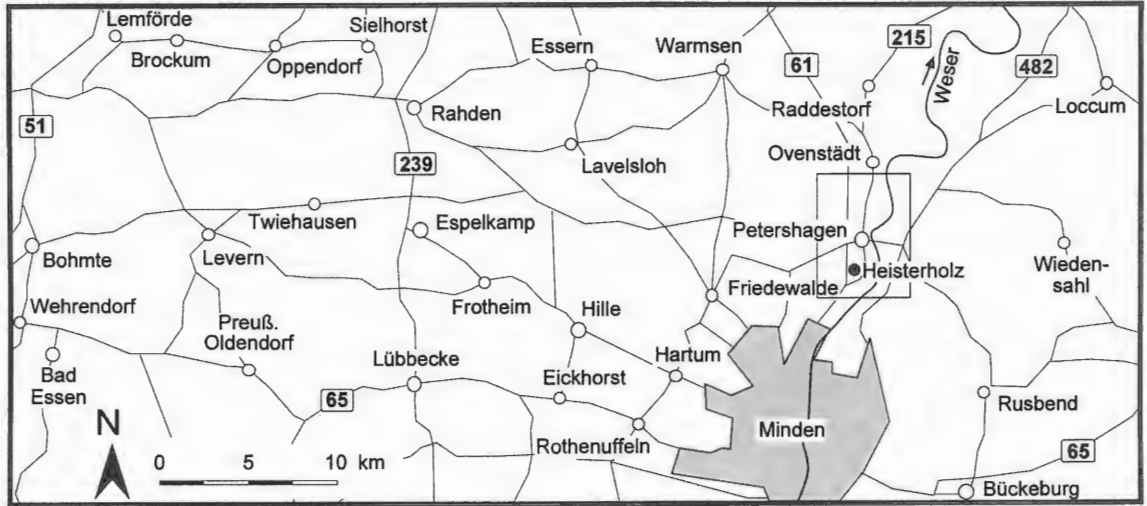 Lemförde
Sielhorst
Brockum
Oppendorf
Essern
Warmsen
215
61
482
Weser
Raddestorf
Loccum
51
Rahden
239
Lavelsloh
Ovenstädt
Twiehausen
Espelkamp
Petershagen
Bohmte
Levern
Heisterholz
Wieden-
sahl
Frotheim
Friedewalde
Wehrendorf
Hille
Preuß.
Oldendorf
Bad
Essen
Lübbecke
Hartum
Eickhorst
65
Rusbend
N
Minden
Rothenuffeln
65
0 5 10 km
Bückeburg